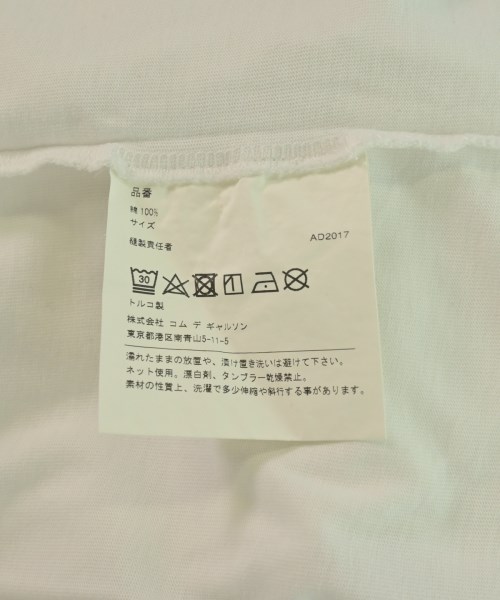 品番
綿 100%
サイズ
縫製責任者
AD2017
30
トルコ製
株式会社 コム デ ギャルソン
東京都港区南青山5-11-5
濡れたままの放置や、漬け置き洗いは避けて下さい。
ネット使用。漂白剤、タンブラー乾燥禁止。
素材の性質上、洗濯で多少伸縮や斜行する事があります。